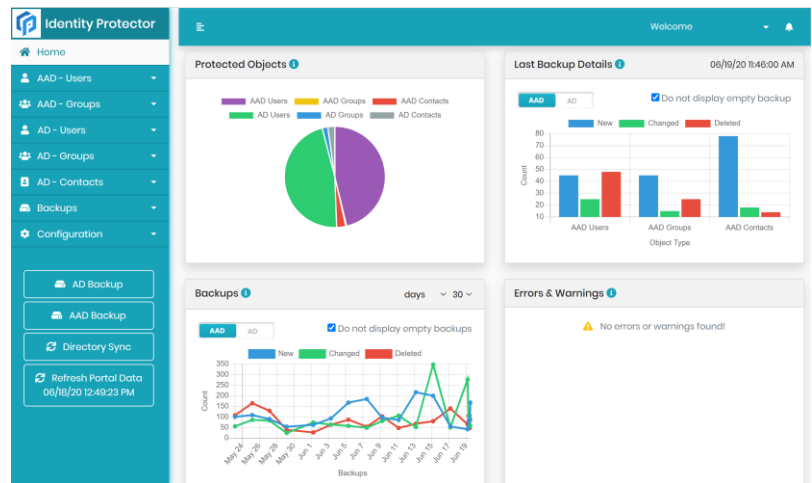 Identity Protector
Welcome
Home
AAD - Users
AAD - Groups
AD - Users
AD - Groups
AD - Contacts
Backups
Configuration
AD Backup
AAD Backup
Directory Sync
Refresh Portal Data
06/18/20 12:49:23 PM
Protected Objects
AAD Users AAD Groups AAD Contacts
AD Users AD Groups AD Contacts
Last Backup Details 06/19/20 11:46:00 AM
AAD AD Do not display empty backup
New Changed Deleted
80
70
60
50
40
30
20
10
Count
AAD Users AAD Groups AAD Contacts
Object Type
Backups days 30
AAD AD Do not display empty backups
New Changed Deleted
350
300
250
200
150
100
50
0
Count
May 24 May 26 May 28 May 30 Jun 1 Jun 3 Jun 5 Jun 7 Jun 9 Jun 11 Jun 13 Jun 15 Jun 17 Jun 19
Backups
Errors & Warnings
No errors or warnings found!